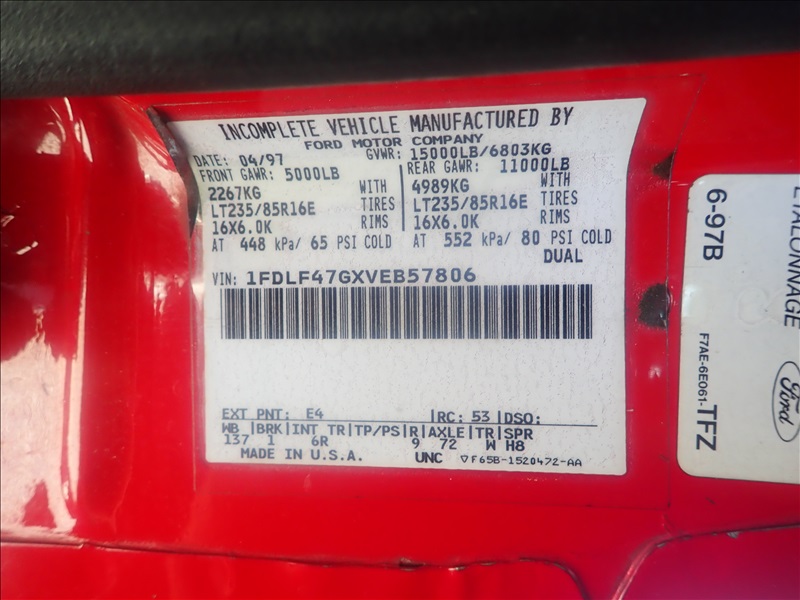 INCOMPLETE VEHICLE MANUFACTURED BY
FORD MOTOR COMPANY
DATE: 04/97 GVWR: 15000LB/6803KG
FRONT GAWR: 5000LB REAR GAWR: 11000LB
2267KG WITH 4989KG WITH
LT235/85R16E TIRES LT235/85R16E TIRES
16X6.0K RIMS 16X6.0K RIMS
AT 448 kPa/ 65 PSI COLD AT 552 kPa/ 80 PSI COLD
DUAL
VIN: 1FDLF47GXVEB57806
EXT PNT: E4 RC: 53 DSO:
WB BRK INT TR TP/PS R AXLE TR SPR
137 1 6R 9 72 W H8
MADE IN U.S.A. UNC ▽F65B-1520472-AA
6-97B
F7AE-6E061-TFZ
ETALONNAGE
Ford